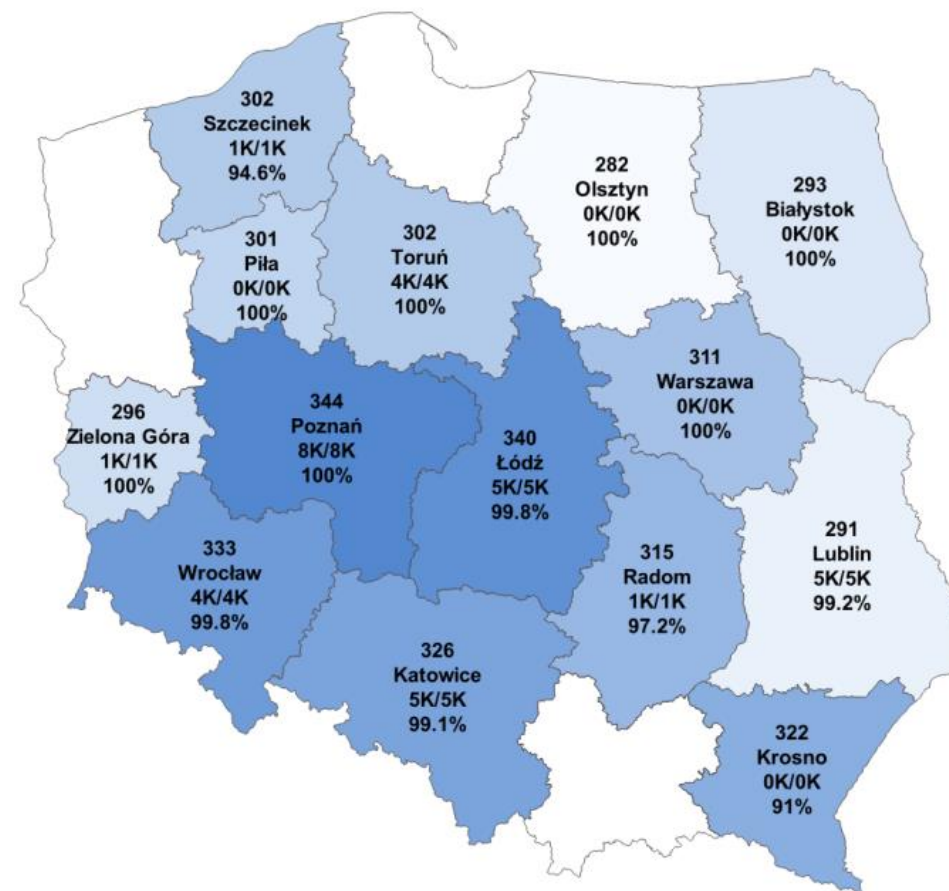 302
Szczecinek
1K/1K
94.6%
282
Olsztyn
0K/0K
100%
293
Białystok
0K/0K
100%
301
Piła
0K/0K
100%
302
Toruń
4K/4K
100%
311
Warszawa
0K/0K
100%
296
Zielona Góra
1K/1K
100%
344
Poznań
8K/8K
100%
340
Łódź
5K/5K
99.8%
291
Lublin
5K/5K
99.2%
333
Wrocław
4K/4K
99.8%
315
Radom
1K/1K
97.2%
326
Katowice
5K/5K
99.1%
322
Krosno
0K/0K
91%